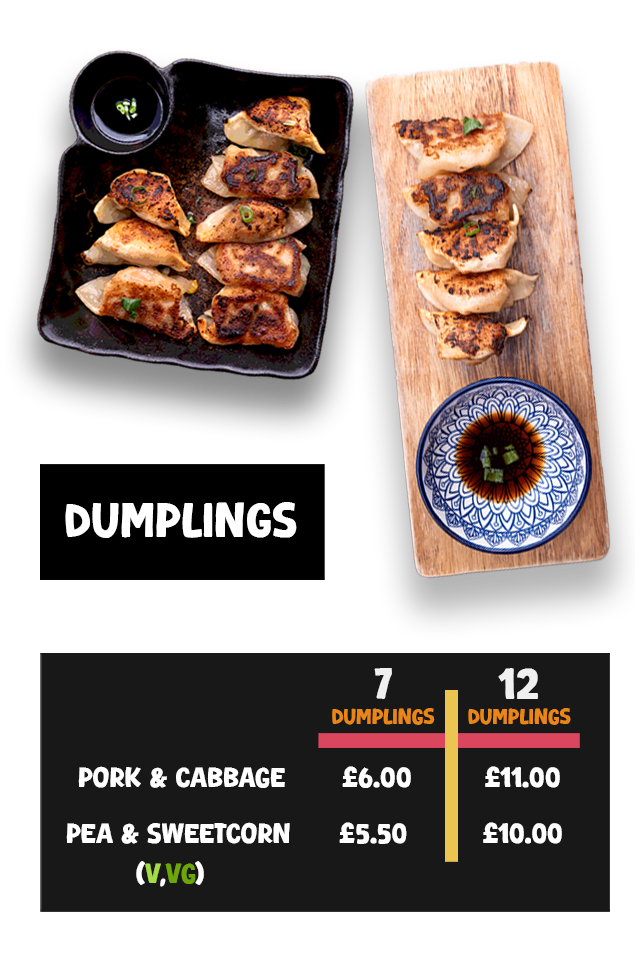 DUMPLINGS
7 12
DUMPLINGS DUMPLINGS
PORK & CABBAGE £6.00 £11.00
PEA & SWEETCORN £5.50 £10.00
(V,VG)